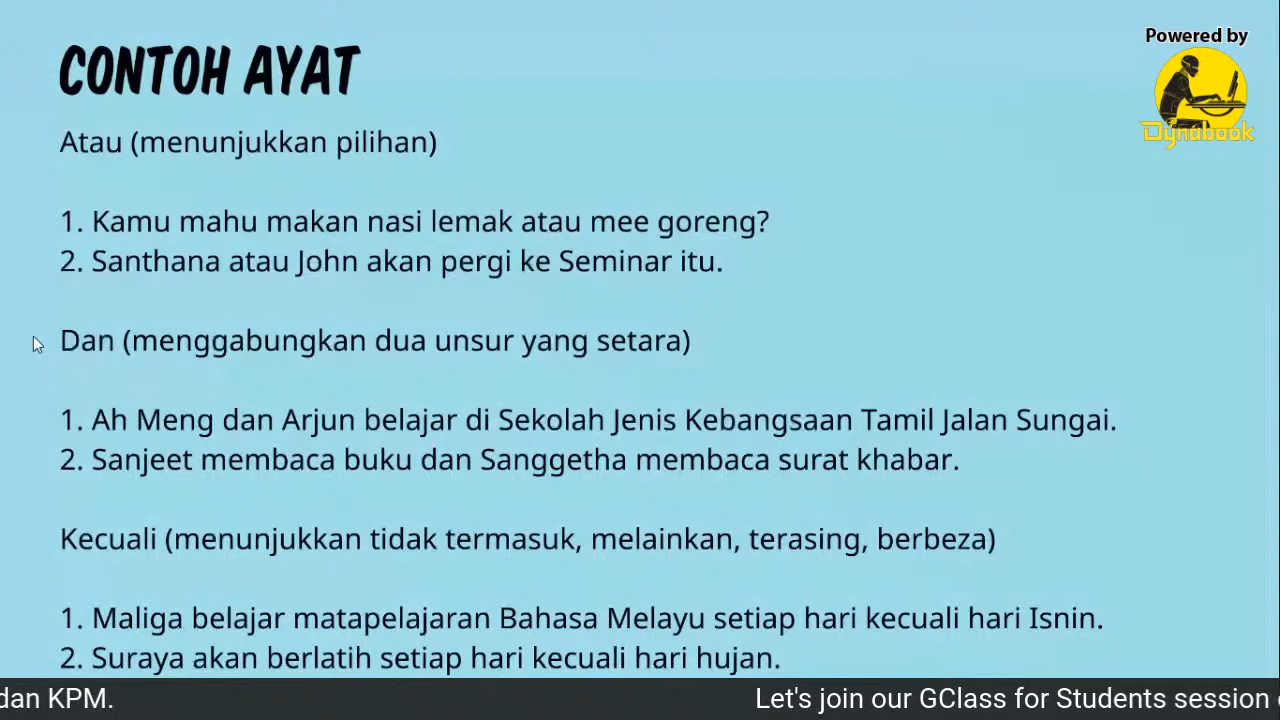 Powered by
Dynabook
CONTOH AYAT
Atau (menunjukkan pilihan)
1. Kamu mahu makan nasi lemak atau mee goreng?
2. Santhana atau John akan pergi ke Seminar itu.
Dan (menggabungkan dua unsur yang setara)
1. Ah Meng dan Arjun belajar di Sekolah Jenis Kebangsaan Tamil Jalan Sungai.
2. Sanjeet membaca buku dan Sanggetha membaca surat khabar.
Kecuali (menunjukkan tidak termasuk, melainkan, terasing, berbeza)
1. Maliga belajar matapelajaran Bahasa Melayu setiap hari kecuali hari Isnin.
2. Suraya akan berlatih setiap hari kecuali hari hujan.
dan KPM.
Let's join our GClass for Students session